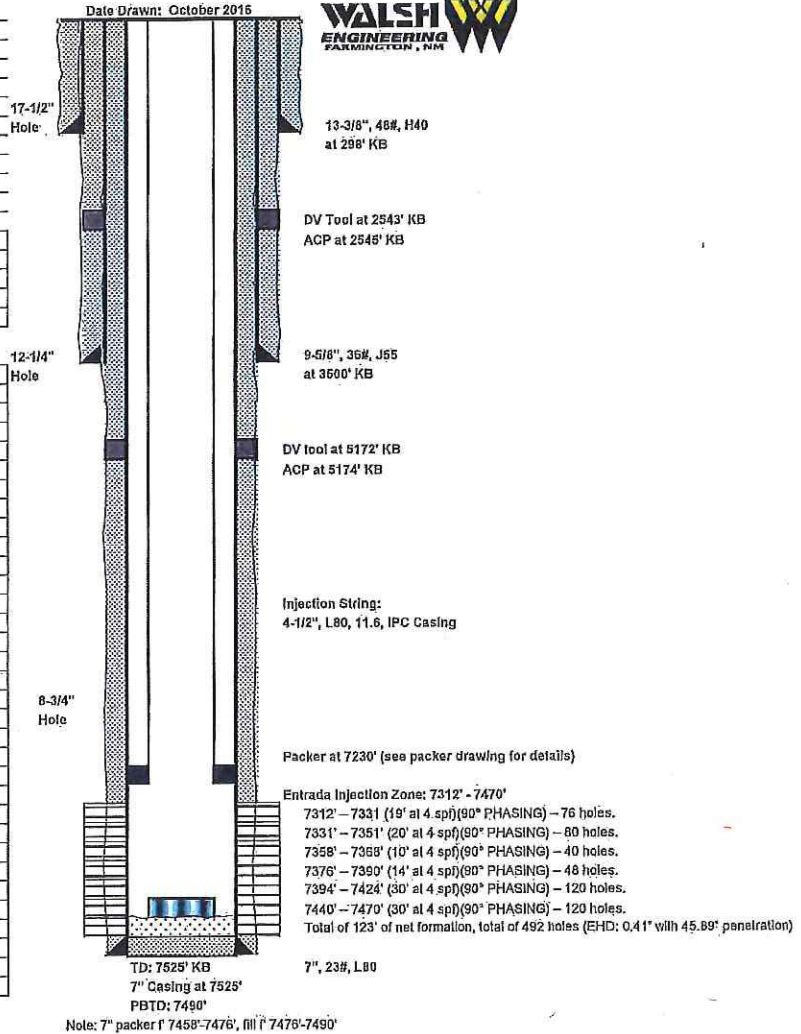 Date Drawn: October 2016
WALSH
ENGINEERING
FARMINGTON, NM
17-1/2"
Hole
13-3/8", 48#, H40
at 298' KB
DV Tool at 2543' KB
ACP at 2545' KB
12-1/4"
Hole
9-5/8", 36#, J55
at 3600' KB
DV tool at 5172' KB
ACP at 5174' KB
Injection String:
4-1/2", L80, 11.6, IPC Casing
8-3/4"
Hole
Packer at 7230' (see packer drawing for details)
Entrada Injection Zone: 7312' - 7470'
7312' – 7331 (19' at 4 spf)(90° PHASING) – 76 holes.
7331' – 7351' (20' at 4 spf)(90° PHASING) – 80 holes.
7358' – 7368' (10' at 4 spf)(90° PHASING) – 40 holes.
7376' – 7390' (14' at 4 spf)(90° PHASING) – 48 holes.
7394' – 7424' (30' at 4 spf)(90° PHASING) – 120 holes.
7440' – 7470' (30' at 4 spf)(90° PHASING) – 120 holes.
Total of 123' of net formation, total of 492 holes (EHD: 0.41" with 45.89" penetration)
TD: 7525' KB
7" Casing at 7525'
PBTD: 7490'
7", 23#, L80
Note: 7" packer f' 7458'-7476', fill f' 7476'-7490'